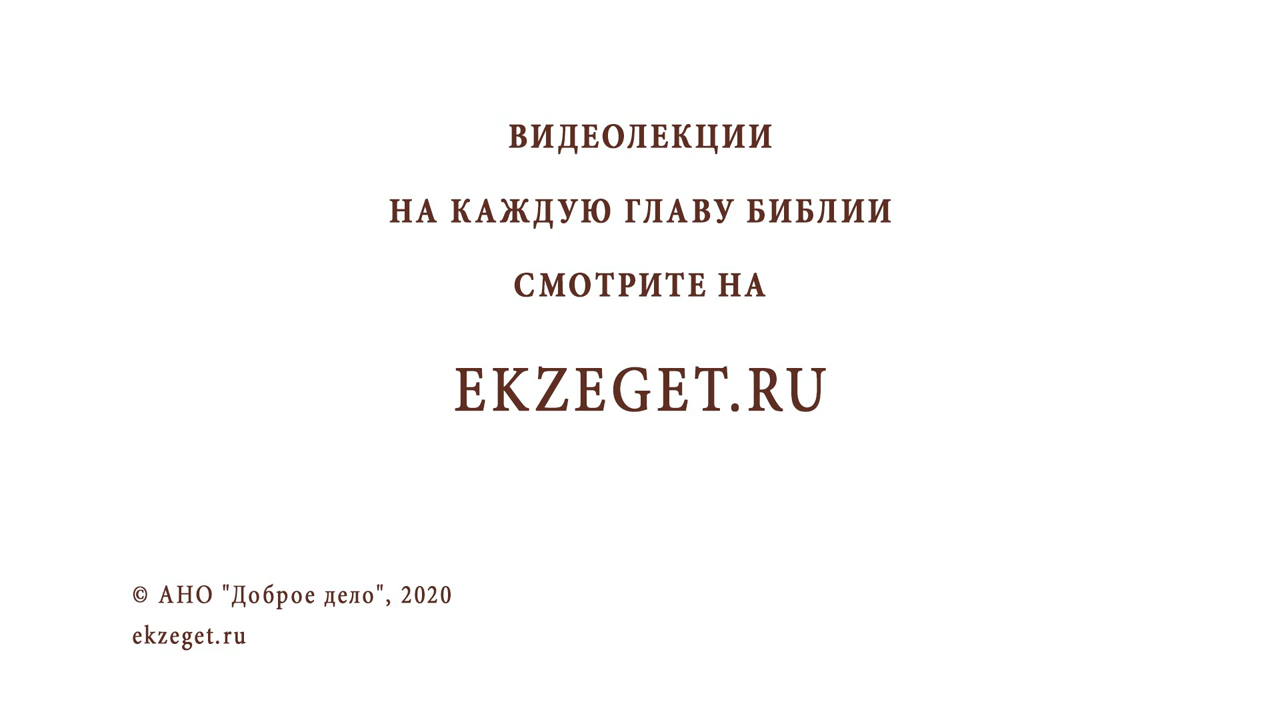 ВИДЕОЛЕКЦИИ
НА КАЖДУЮ ГЛАВУ БИБЛИИ
СМОТРИТЕ НА
EKZEGET.RU
© АНО "Доброе дело", 2020
ekzeget.ru